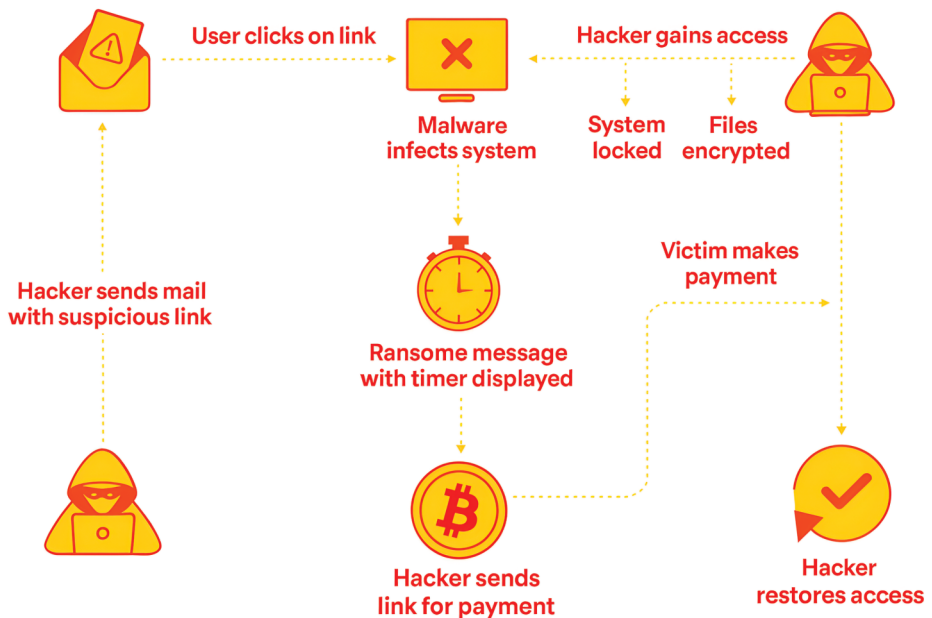 User clicks on link
Hacker gains access
Malware
infects system
System
locked
Files
encrypted
Hacker sends mail
with suspicious link
Victim makes
payment
Ransome message
with timer displayed
Hacker sends
link for payment
Hacker
restores access